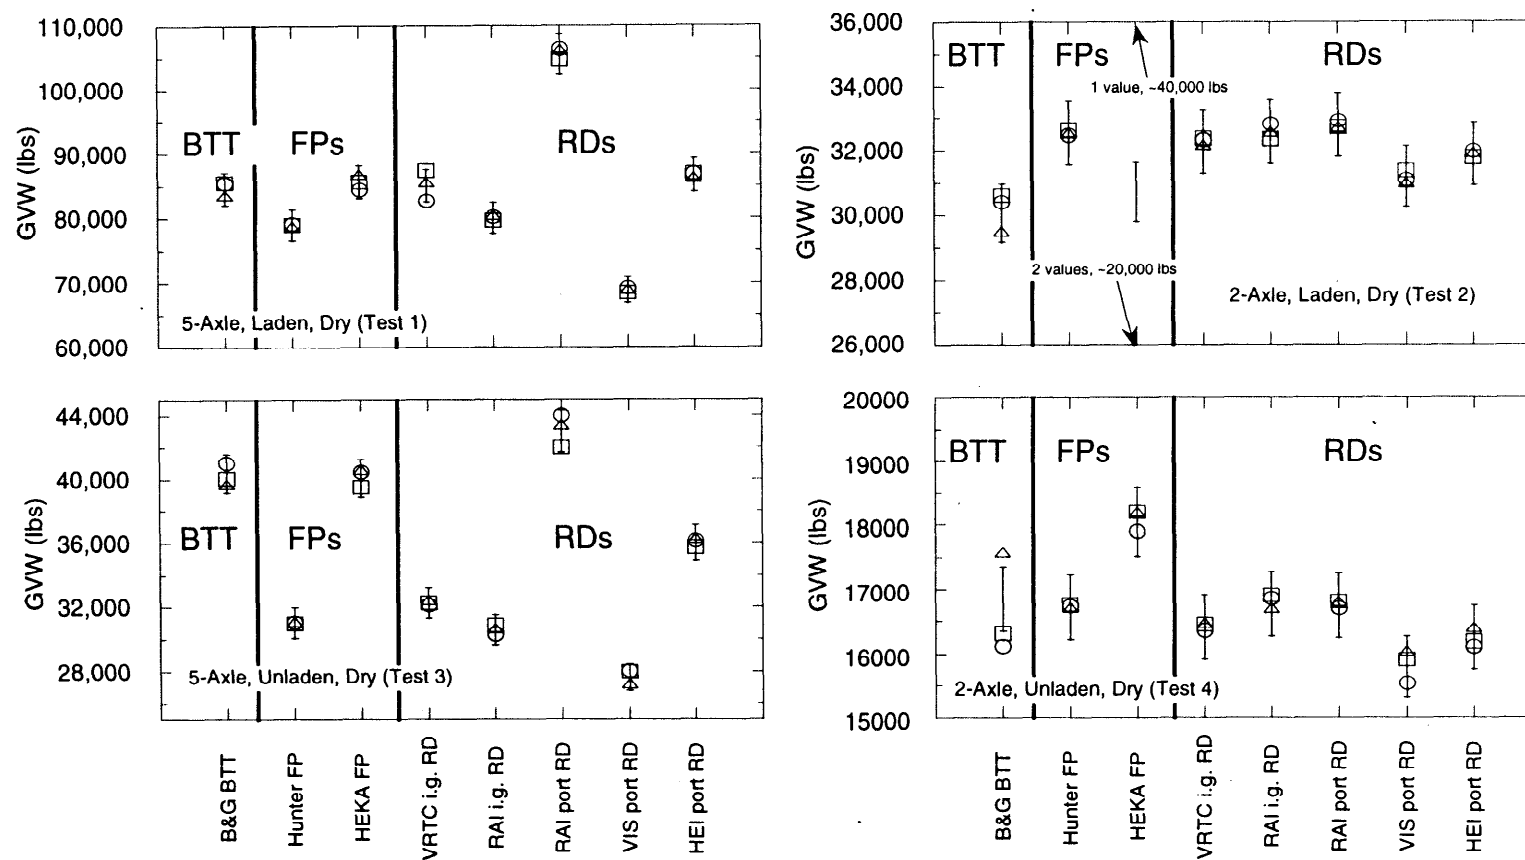 110,000
100,000
90,000
80,000
70,000
60,000
GVW (lbs)
BTT
FPs
RDs
5-Axle, Laden, Dry (Test 1)
36,000
34,000
32,000
30,000
28,000
26,000
GVW (lbs)
BTT
FPs
RDs
1 value, ~40,000 lbs
2 values, ~20,000 lbs
2-Axle, Laden, Dry (Test 2)
44,000
40,000
36,000
32,000
28,000
GVW (lbs)
BTT
FPs
RDs
5-Axle, Unladen, Dry (Test 3)
B&G BTT
Hunter FP
HEKA FP
VRTC i.g. RD
RAI i.g. RD
RAI port RD
VIS port RD
HEI port RD
20000
19000
18000
17000
16000
15000
GVW (lbs)
BTT
FPs
RDs
2-Axle, Unladen, Dry (Test 4)
B&G BTT
Hunter FP
HEKA FP
VRTC i.g. RD
RAI i.g. RD
RAI port RD
VIS port RD
HEI port RD